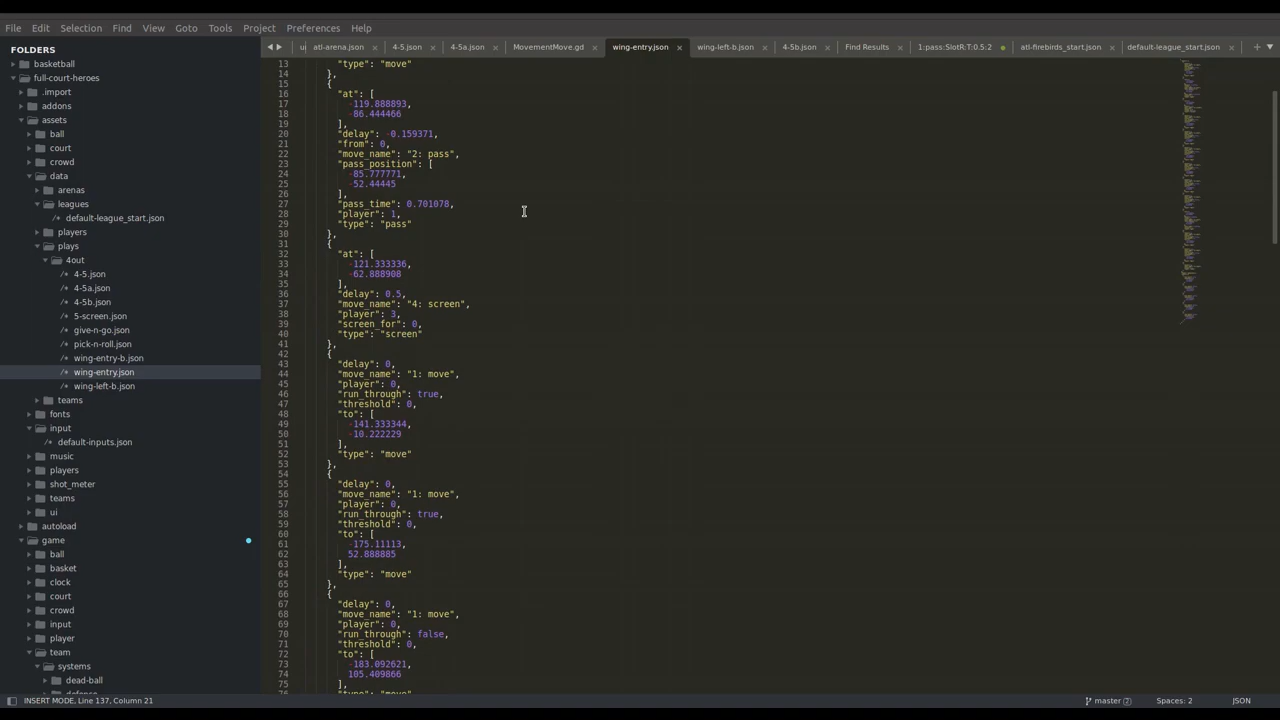 File Edit Selection Find View Goto Tools Project Preferences Help
FOLDERS
basketball
full-court-heroes
.import
addons
assets
ball
court
crowd
data
arenas
leagues
default-league_start.json
players
plays
4out
4-5.json
4-5a.json
4-5b.json
5-screen.json
give-n-go.json
pick-n-roll.json
wing-entry-b.json
wing-entry.json
wing-left-b.json
teams
fonts
input
default-inputs.json
music
players
shot_meter
teams
ui
autoload
game
ball
basket
clock
court
crowd
input
player
team
systems
dead-ball
defense
ui atl-arena.json × 4-5.json × 4-5a.json × MovementMove.gd × wing-entry.json × wing-left-b.json × 4-5b.json × Find Results × 1:pass:SlotR:T:0.5:2 atl-firebirds_start.json × default-league_start.json ×
13 "type": "move"
14 },
15 {
16 "at": [
17 -119.888893,
18 -86.444466
19 ],
20 "delay": -0.159371,
21 "from": 0,
22 "move_name": "2: pass",
23 "pass_position": [
24 -85.777771,
25 -52.44445
26 ],
27 "pass_time": 0.701078,
28 "player": 1,
29 "type": "pass"
30 },
31 {
32 "at": [
33 -121.333336,
34 -62.888908
35 ],
36 "delay": 0.5,
37 "move_name": "4: screen",
38 "player": 3,
39 "screen_for": 0,
40 "type": "screen"
41 },
42 {
43 "delay": 0,
44 "move_name": "1: move",
45 "player": 0,
46 "run_through": true,
47 "threshold": 0,
48 "to": [
49 -141.333344,
50 -10.222229
51 ],
52 "type": "move"
53 },
54 {
55 "delay": 0,
56 "move_name": "1: move",
57 "player": 0,
58 "run_through": true,
59 "threshold": 0,
60 "to": [
61 -175.11113,
62 52.888885
63 ],
64 "type": "move"
65 },
66 {
67 "delay": 0,
68 "move_name": "1: move",
69 "player": 0,
70 "run_through": false,
71 "threshold": 0,
72 "to": [
73 -183.092621,
74 105.409866
75 ],
76 "type": "move"
INSERT MODE, Line 137, Column 21 master 2 Spaces: 2 JSON